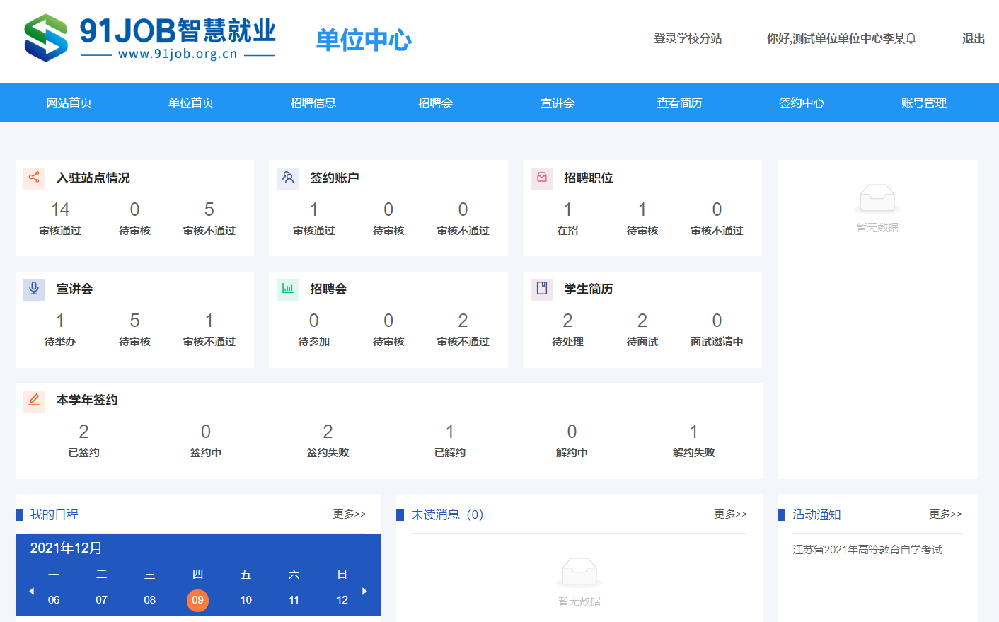 91JOB智慧就业
www.91job.org.cn
单位中心
登录学校分站
你好,测试单位单位中心李某
退出
网站首页 单位首页 招聘信息 招聘会 宣讲会 查看简历 签约中心 账号管理
入驻站点情况
14 0 5
审核通过 待审核 审核不通过
签约账户
1 0 0
审核通过 待审核 审核不通过
招聘职位
1 1 0
在招 待审核 审核不通过
暂无数据
宣讲会
1 5 1
待举办 待审核 审核不通过
招聘会
0 0 2
待参加 待审核 审核不通过
学生简历
2 2 0
待处理 待面试 面试邀请中
本学年签约
2 0 2 1 0 1
已签约 签约中 签约失败 已解约 解约中 解约失败
我的日程 更多>>
2021年12月
一 二 三 四 五 六 日
06 07 08 09 10 11 12
未读消息（0） 更多>>
暂无数据
活动通知 更多>>
江苏省2021年高等教育自学考试...